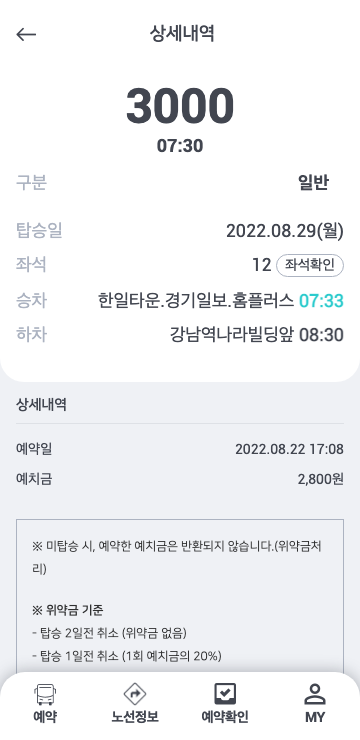 상세내역
3000
07:30
구분 일반
탑승일 2022.08.29(월)
좌석 12 좌석확인
승차 한일타운.경기일보.홈플러스 07:33
하차 강남역나라빌딩앞 08:30
상세내역
예약일 2022.08.22 17:08
예치금 2,800원
※ 미탑승 시, 예약한 예치금은 반환되지 않습니다.(위약금처
리)
※ 위약금 기준
- 탑승 2일전 취소 (위약금 없음)
- 탑승 1일전 취소 (1회 예치금의 20%)
예약 노선정보 예약확인 MY